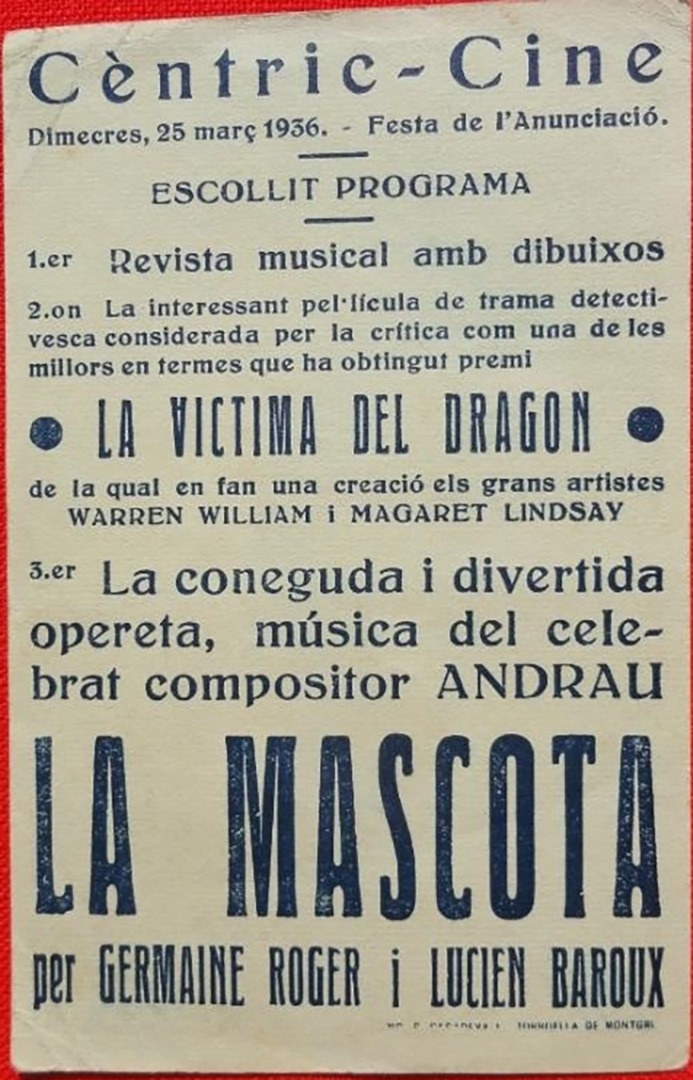 Cèntric-Cine
Dimecres, 25 març 1936. - Festa de l'Anunciació.
ESCOLLIT PROGRAMA
1.er Revista musical amb dibuixos
2.on La interessant pel·lícula de trama detecti-
vesca considerada per la crítica com una de les
millors en termes que ha obtingut premi
LA VICTIMA DEL DRAGON
de la qual en fan una creació els grans artistes
WARREN WILLIAM i MAGARET LINDSAY
3.er La coneguda i divertida
opereta, música del cele-
brat compositor ANDRAU
LA MASCOTA
per GERMAINE ROGER i LUCIEN BAROUX
DE MONTGRI